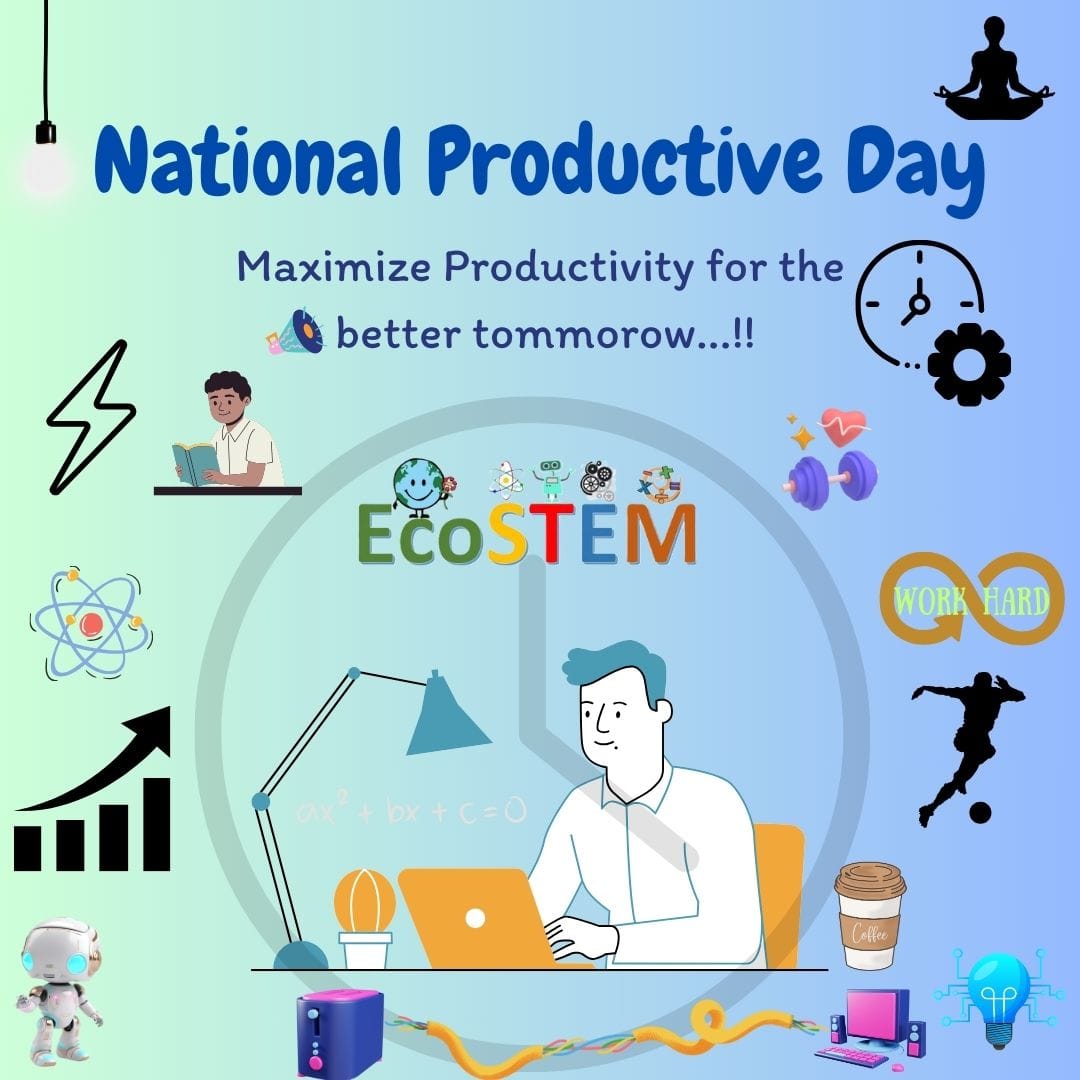 National Productive Day
Maximize Productivity for the
better tommorow...!!
EcoSTEM
WORK HARD
ax² + bx + c = 0
Coffee